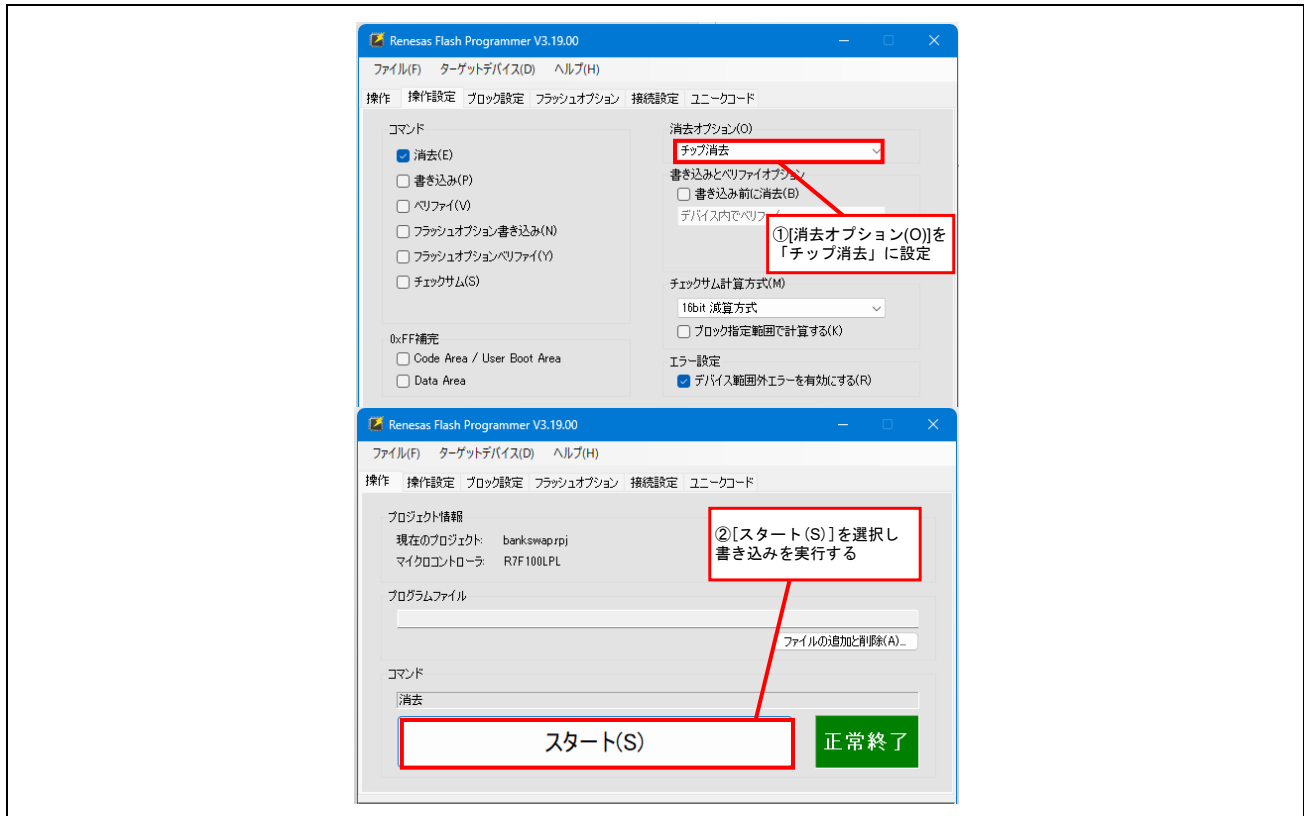 Renesas Flash Programmer V3.19.00
ファイル(F) ターゲットデバイス(D) ヘルプ(H)
操作 操作設定 ブロック設定 フラッシュオプション 接続設定 ユニークコード
コマンド
消去(E)
書き込み(P)
ベリファイ(V)
フラッシュオプション書き込み(N)
フラッシュオプションベリファイ(Y)
チェックサム(S)
0xFF補完
Code Area / User Boot Area
Data Area
消去オプション(O)
チップ消去
書き込みとベリファイオプション
書き込み前に消去(B)
デバイス内でベリファ
①[消去オプション(O)]を
「チップ消去」に設定
チェックサム計算方式(M)
16bit 減算方式
ブロック指定範囲で計算する(K)
エラー設定
デバイス範囲外エラーを有効にする(R)
Renesas Flash Programmer V3.19.00
ファイル(F) ターゲットデバイス(D) ヘルプ(H)
操作 操作設定 ブロック設定 フラッシュオプション 接続設定 ユニークコード
プロジェクト情報
現在のプロジェクト: bankswap.rpj
マイクロコントローラ: R7F100LPL
②[スタート(S)]を選択し
書き込みを実行する
プログラムファイル
ファイルの追加と削除(A)...
コマンド
消去
スタート(S)
正常終了